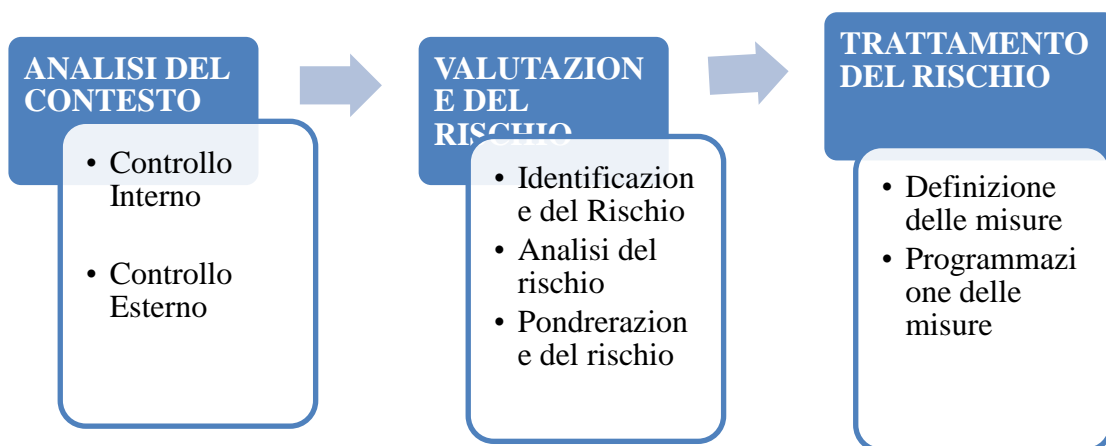 ANALISI DEL
CONTESTO
• Controllo
Interno
• Controllo
Esterno
VALUTAZION
E DEL
RISCHIO
• Identificazion
e del Rischio
• Analisi del
rischio
• Pondrerazion
e del rischio
TRATTAMENTO
DEL RISCHIO
• Definizione
delle misure
• Programmazi
one delle
misure